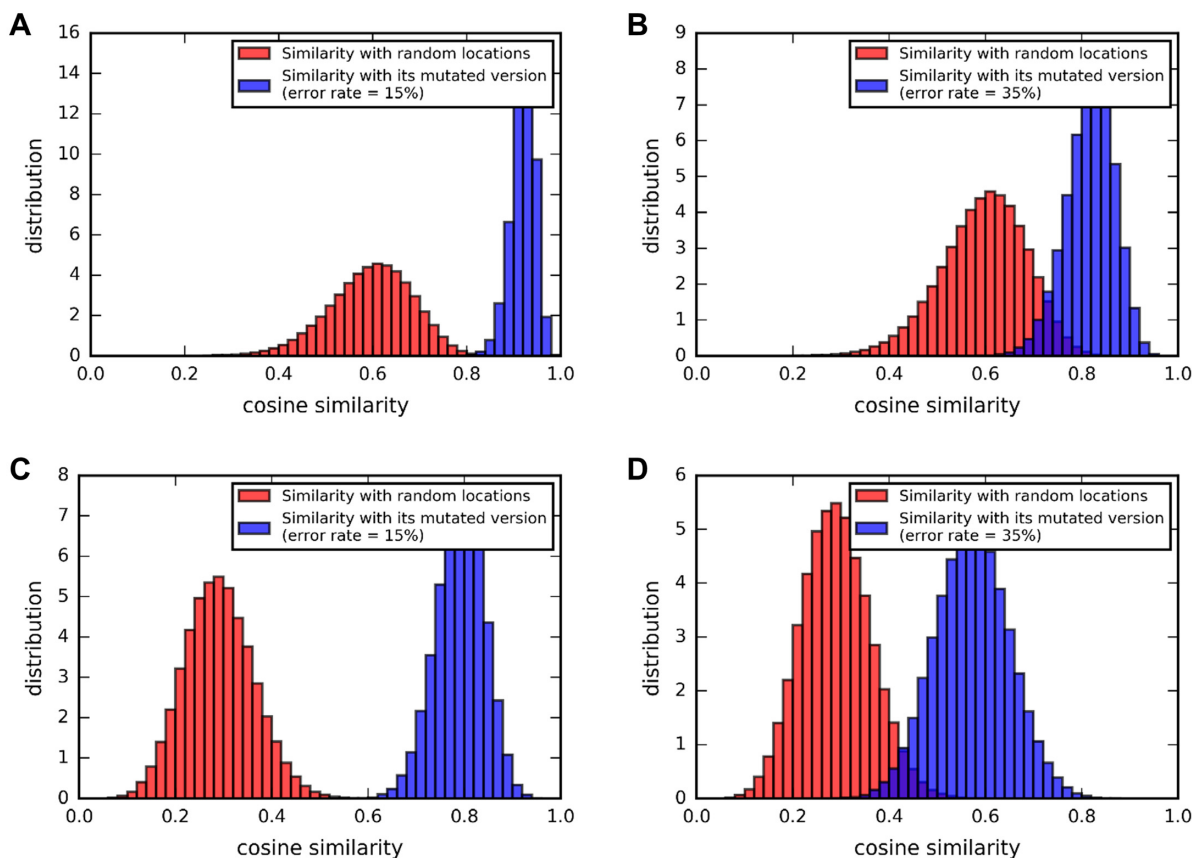 A
16
14
12
10
8
6
4
2
0
distribution
0.0 0.2 0.4 0.6 0.8 1.0
cosine similarity
Similarity with random locations
Similarity with its mutated version
(error rate = 15%)
B
9
8
7
6
5
4
3
2
1
0
distribution
0.0 0.2 0.4 0.6 0.8 1.0
cosine similarity
Similarity with random locations
Similarity with its mutated version
(error rate = 35%)
C
8
7
6
5
4
3
2
1
0
distribution
0.0 0.2 0.4 0.6 0.8 1.0
cosine similarity
Similarity with random locations
Similarity with its mutated version
(error rate = 15%)
D
6
5
4
3
2
1
0
distribution
0.0 0.2 0.4 0.6 0.8 1.0
cosine similarity
Similarity with random locations
Similarity with its mutated version
(error rate = 35%)